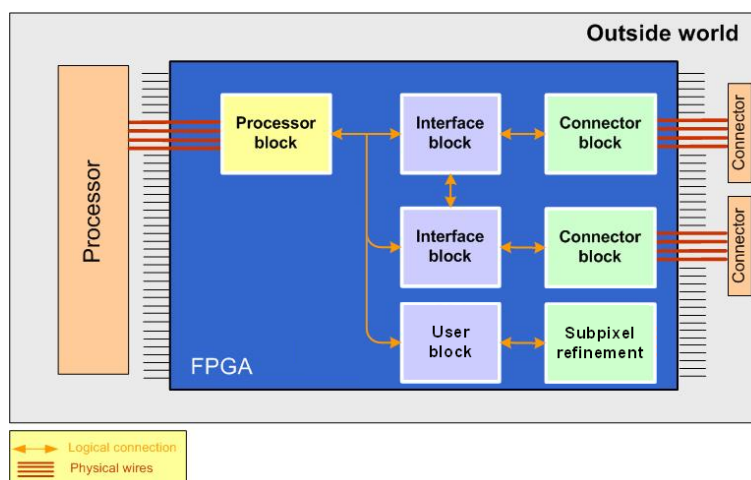 Outside world
Processor
Processor
block
Interface
block
Connector
block
Connector
Interface
block
Connector
block
Connector
User
block
Subpixel
refinement
FPGA
Logical connection
Physical wires